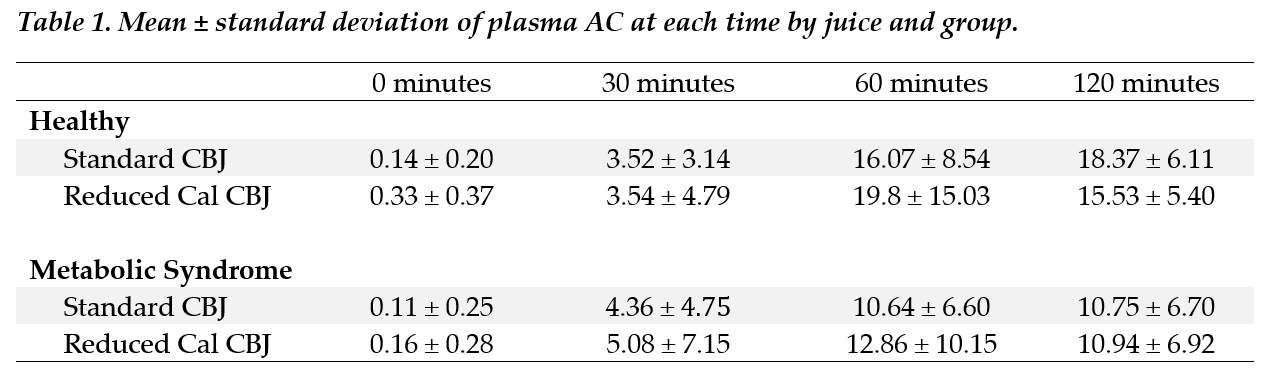 Table 1. Mean ± standard deviation of plasma AC at each time by juice and group.
0 minutes 30 minutes 60 minutes 120 minutes
Healthy
Standard CBJ 0.14 ± 0.20 3.52 ± 3.14 16.07 ± 8.54 18.37 ± 6.11
Reduced Cal CBJ 0.33 ± 0.37 3.54 ± 4.79 19.8 ± 15.03 15.53 ± 5.40
Metabolic Syndrome
Standard CBJ 0.11 ± 0.25 4.36 ± 4.75 10.64 ± 6.60 10.75 ± 6.70
Reduced Cal CBJ 0.16 ± 0.28 5.08 ± 7.15 12.86 ± 10.15 10.94 ± 6.92